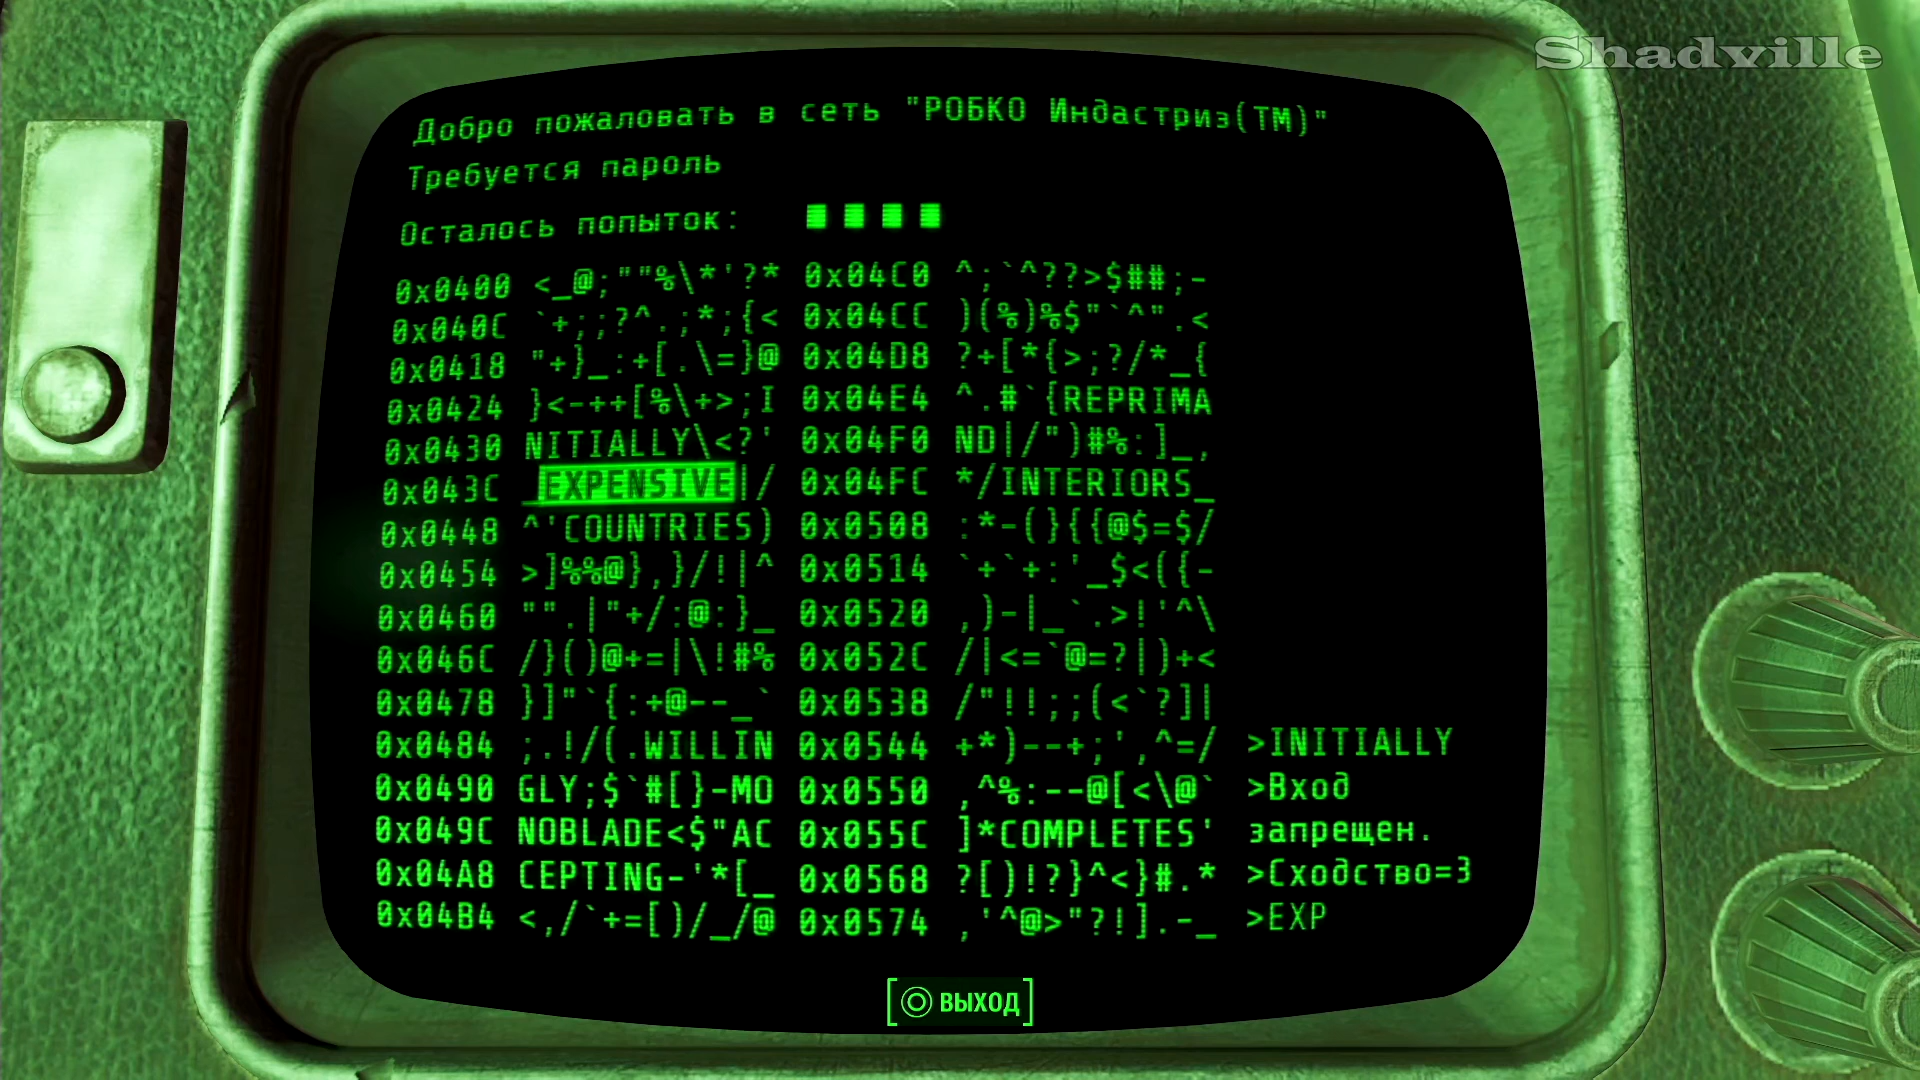 Shadville
Добро пожаловать в сеть "РОБКО Индастриз(ТМ)"
Требуется пароль
Осталось попыток: ■ ■ ■ ■
0x0400 <_@;""%\*'?* 0x04C0 ^;`^??>$##;-
0x040C `+;;?^.;*;{< 0x04CC )(%)%$"`^".<
0x0418 "+}_:+[.\=}@ 0x04D8 ?+[*{>;?/*_{
0x0424 }<-++[%\+>;I 0x04E4 ^.#`{REPRIMA
0x0430 NITIALLY\<?' 0x04F0 ND|/")#%:]_,
0x043C _EXPENSIVE|/ 0x04FC */INTERIORS_
0x0448 ^'COUNTRIES) 0x0508 :*-(}{{@$=$/
0x0454 >]%%@},}/!|^ 0x0514 `+`+:'_$<({-
0x0460 "".|"+/:@:}_ 0x0520 ,)-|_`.>!'^\
0x046C /}()@+=|\!#% 0x052C /|<=`@=?|)+<
0x0478 }]"`{:+@--_` 0x0538 /"!!;;(<`?]|
0x0484 ;.!/(.WILLIN 0x0544 +*)--+;',^=/ >INITIALLY
0x0490 GLY;$`#[}-MO 0x0550 ,^%:--@[<\@` >Вход
0x049C NOBLADE<$"AC 0x055C ]*COMPLETES' запрещен.
0x04A8 CEPTING-'*[_ 0x0568 ?[)!?}^<}#.* >Сходство=3
0x04B4 <,/`+=[)/_/@ 0x0574 ,'^@>"?!].-_ >EXP
[ВЫХОД]